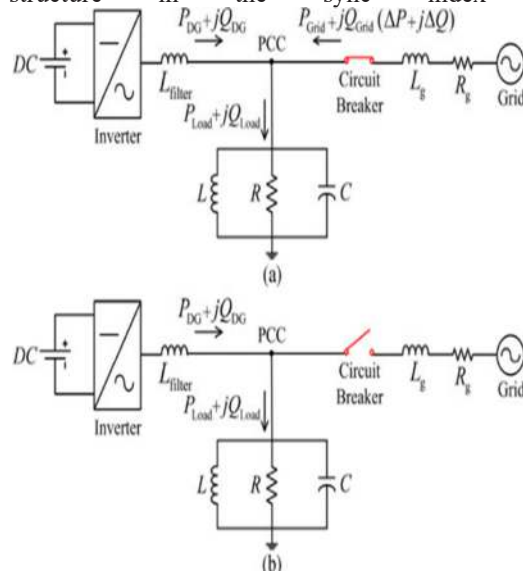 structure in the sync index
P_DG+jQ_DG
P_Grid+jQ_Grid (ΔP+jΔQ)
PCC
DC
L_filter
Circuit
Breaker
L_g
R_g
Grid
Inverter
P_Load+jQ_Load
L
R
C
(a)
P_DG+jQ_DG
PCC
DC
L_filter
Circuit
Breaker
L_g
R_g
Grid
Inverter
P_Load+jQ_Load
L
R
C
(b)